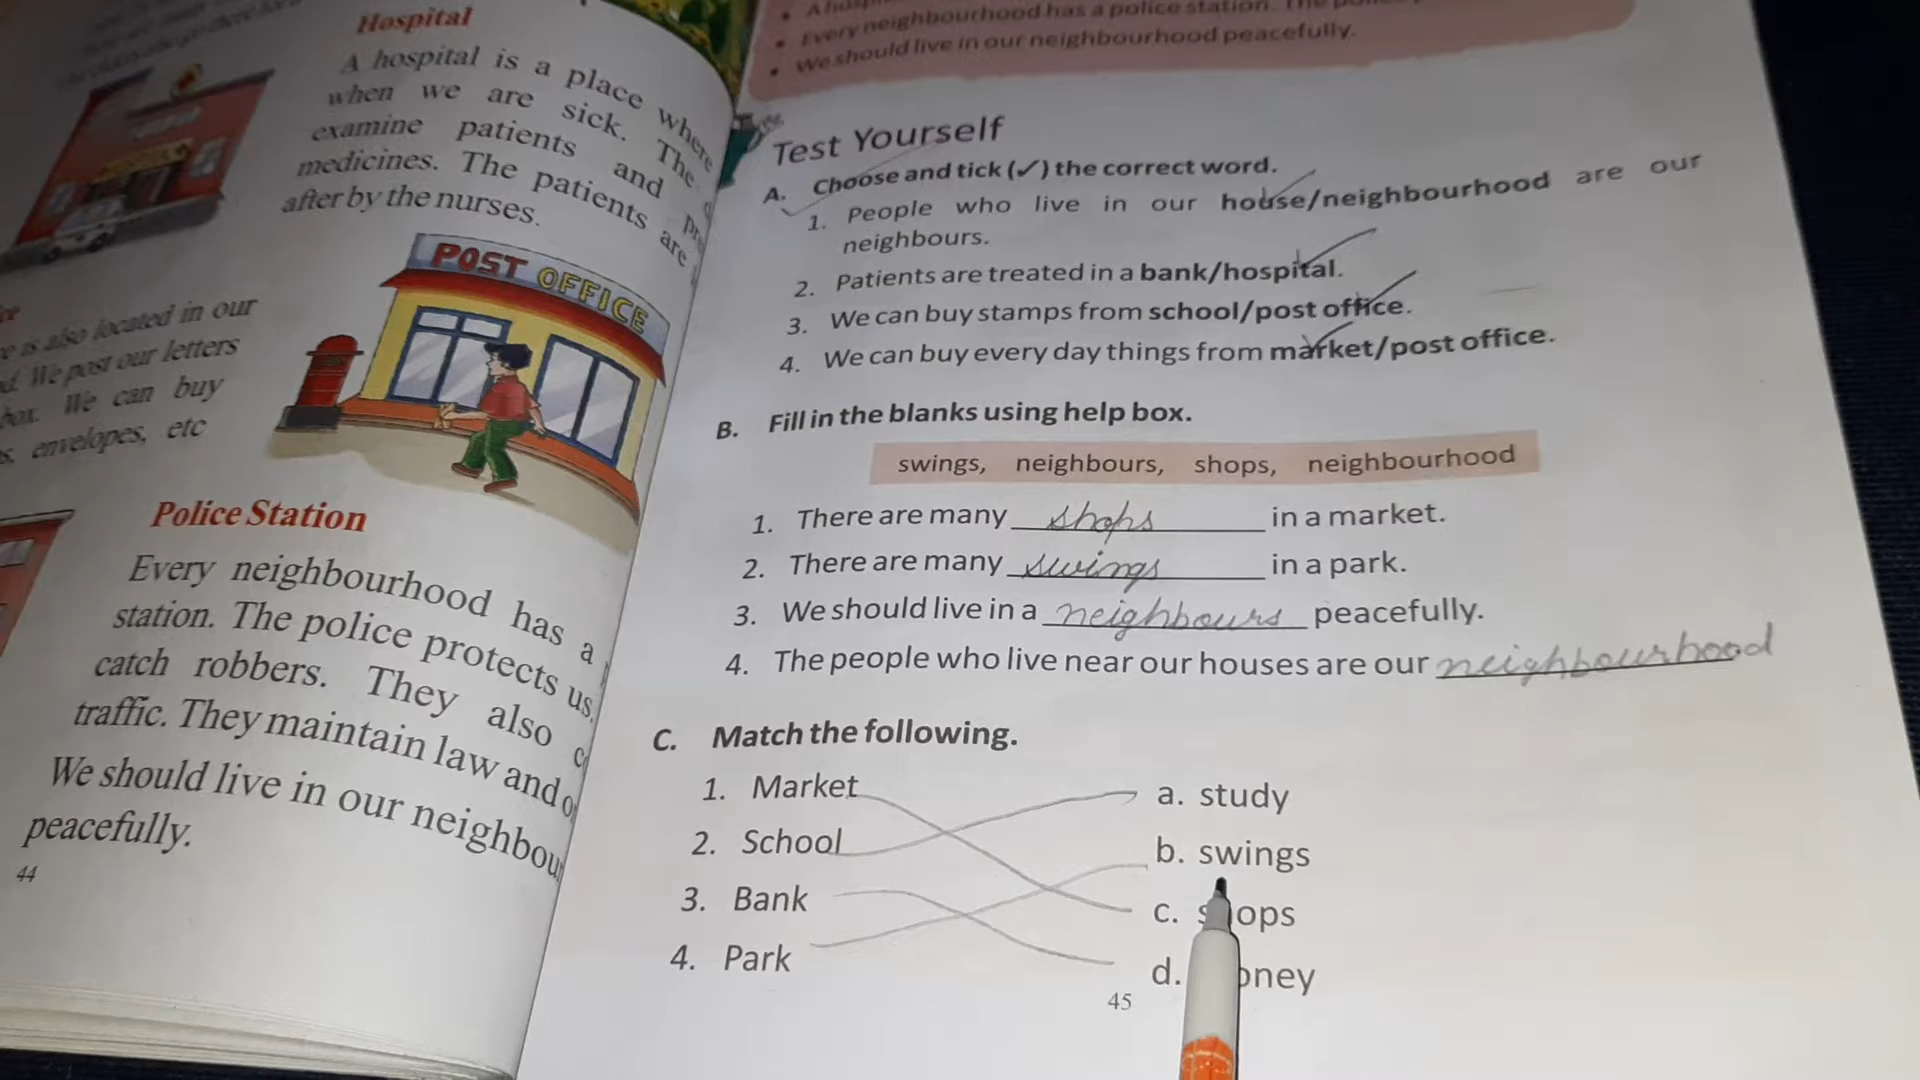 Hospital
A hospital is a place where
when we are sick. The
examine patients and
medicines. The patients are
after by the nurses.
POST OFFICE
is also located in our
We post our letters
box. We can buy
envelopes, etc
Police Station
Every neighbourhood has a
station. The police protects us.
catch robbers. They also
traffic. They maintain law and
We should live in our
peacefully.
44
• Every neighbourhood has a police station.
• We should live in our neighbourhood peacefully.
Test Yourself
A. Choose and tick (✓) the correct word.
1. People who live in our house/neighbourhood are our
neighbours.
2. Patients are treated in a bank/hospital.
3. We can buy stamps from school/post office.
4. We can buy every day things from market/post office.
B. Fill in the blanks using help box.
swings, neighbours, shops, neighbourhood
1. There are many shops in a market.
2. There are many swings in a park.
3. We should live in a neighbours peacefully.
4. The people who live near our houses are our neighbourhood
C. Match the following.
1. Market a. study
2. School b. swings
3. Bank c. shops
4. Park d. oney
45